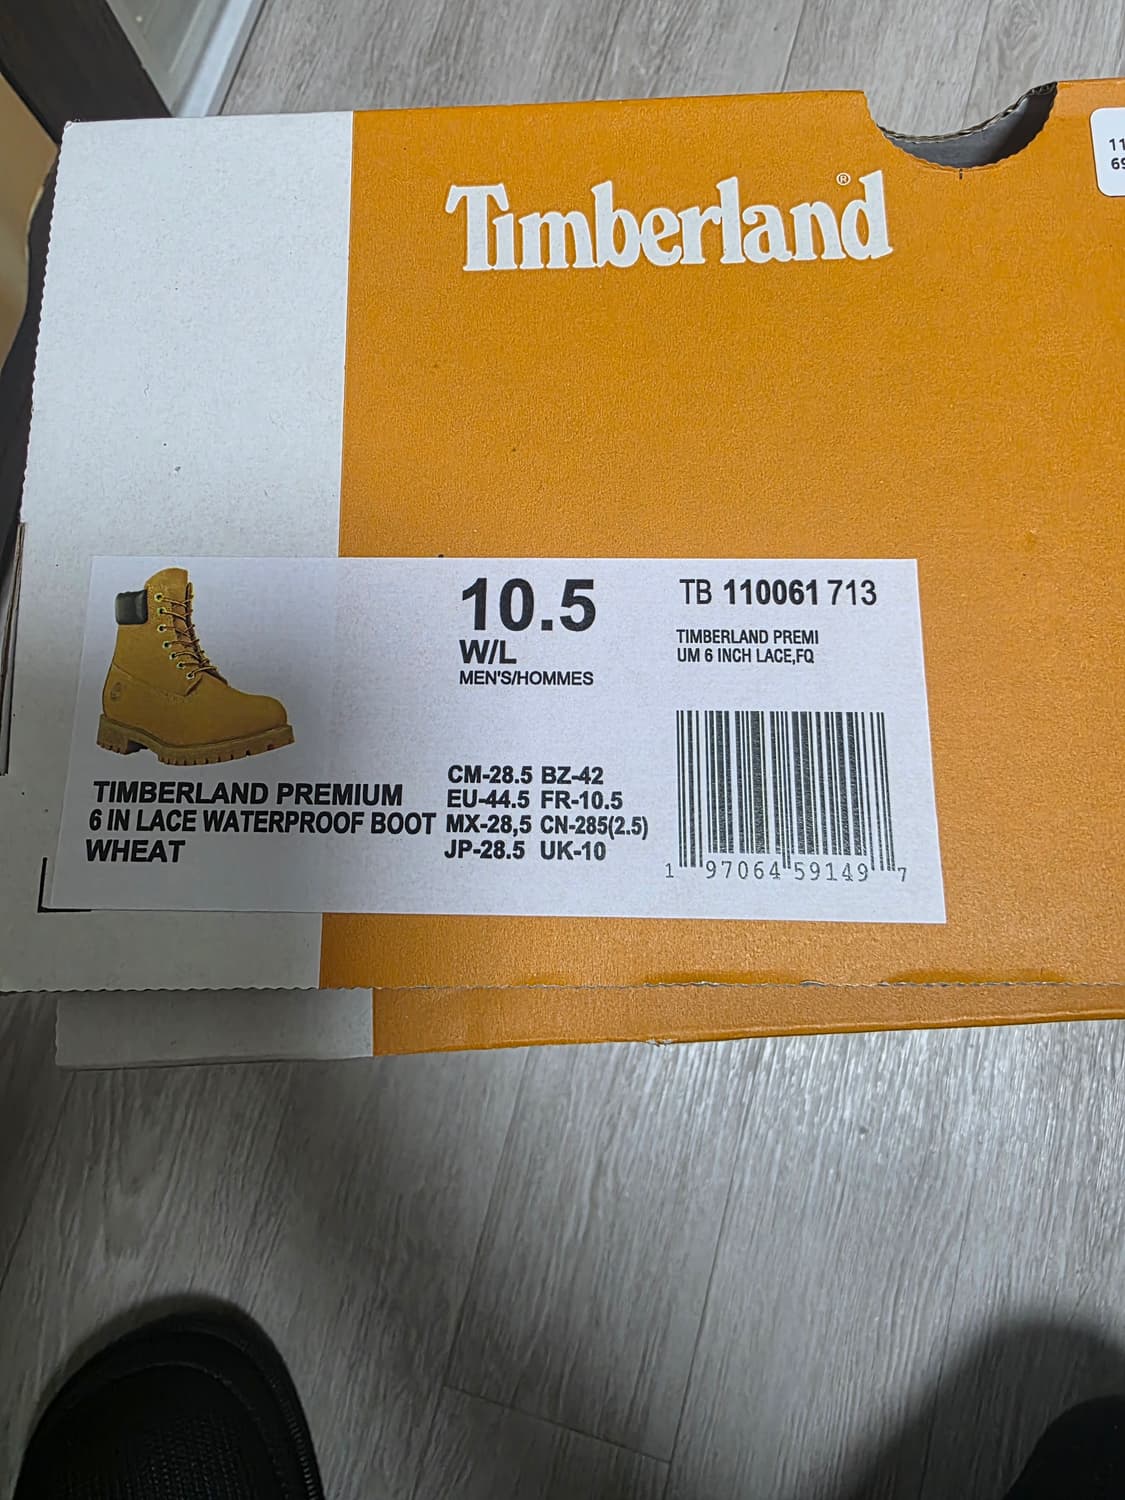 Timberland®
11
69
10.5
W/L
MEN'S/HOMMES
TB 110061 713
TIMBERLAND PREMI
UM 6 INCH LACE,FQ
TIMBERLAND PREMIUM
6 IN LACE WATERPROOF BOOT
WHEAT
CM-28.5 BZ-42
EU-44.5 FR-10.5
MX-28,5 CN-285(2.5)
JP-28.5 UK-10
1 97064 59149 7